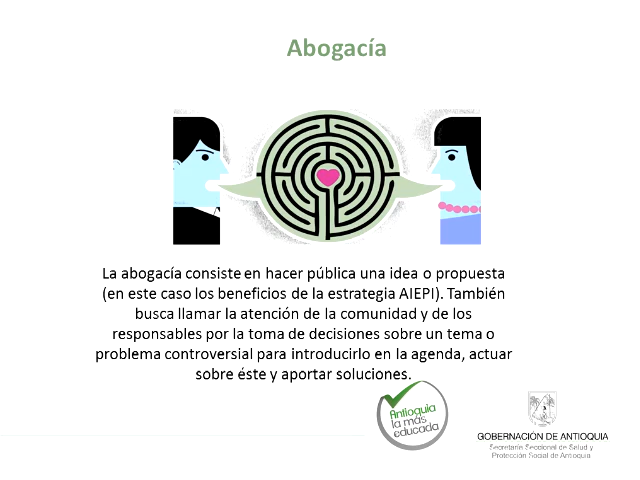 Abogacía
La abogacía consiste en hacer pública una idea o propuesta
(en este caso los beneficios de la estrategia AIEPI). También
busca llamar la atención de la comunidad y de los
responsables por la toma de decisiones sobre un tema o
problema controversial para introducirlo en la agenda, actuar
sobre éste y aportar soluciones.
Antioquia
la más
educada
GOBERNACIÓN DE ANTIOQUIA
Secretaría Seccional de Salud y
Protección Social de Antioquia